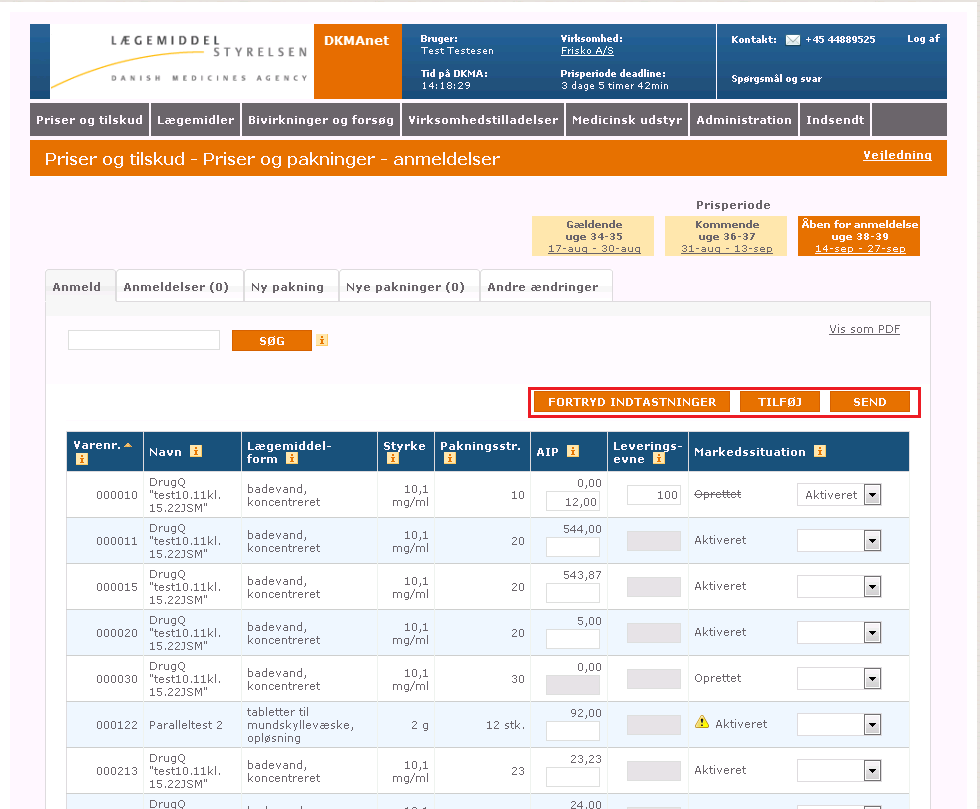 LÆGEMIDDEL
STYRELSEN
DANISH MEDICINES AGENCY
DKMAnet
Bruger:
Test Testesen
Tid på DKMA:
14:18:29
Virksomhed:
Frisko A/S
Prisperiode deadline:
3 dage 5 timer 42min
Kontakt: +45 44889525
Log af
Spørgsmål og svar
Priser og tilskud Lægemidler Bivirkninger og forsøg Virksomhedstilladelser Medicinsk udstyr Administration Indsendt
Priser og tilskud - Priser og pakninger - anmeldelser
Vejledning
Prisperiode
Gældende
uge 34-35
17-aug - 30-aug
Kommende
uge 36-37
31-aug - 13-sep
Åben for anmeldelse
uge 38-39
14-sep - 27-sep
Anmeld Anmeldelser (0) Ny pakning Nye pakninger (0) Andre ændringer
SØG
Vis som PDF
FORTRYD INDTASTNINGER TILFØJ SEND
Varenr.
Navn
Lægemiddel-
form
Styrke
Pakningsstr.
AIP
Leverings-
evne
Markedssituation
000010
DrugQ
"test10.11kl.
15.22JSM"
badevand,
koncentreret
10,1
mg/ml
10
0,00
12,00
100
Oprettet
Aktiveret
000011
DrugQ
"test10.11kl.
15.22JSM"
badevand,
koncentreret
10,1
mg/ml
20
544,00
Aktiveret
000015
DrugQ
"test10.11kl.
15.22JSM"
badevand,
koncentreret
10,1
mg/ml
20
543,87
Aktiveret
000020
DrugQ
"test10.11kl.
15.22JSM"
badevand,
koncentreret
10,1
mg/ml
20
5,00
Aktiveret
000030
DrugQ
"test10.11kl.
15.22JSM"
badevand,
koncentreret
10,1
mg/ml
30
0,00
Oprettet
000122
Paralleltest 2
tabletter til
mundskyllevæske,
opløsning
2 g
12 stk.
92,00
Aktiveret
000213
DrugQ
"test10.11kl.
15.22JSM"
badevand,
koncentreret
10,1
mg/ml
23
23,23
Aktiveret
DrugQ
24,00